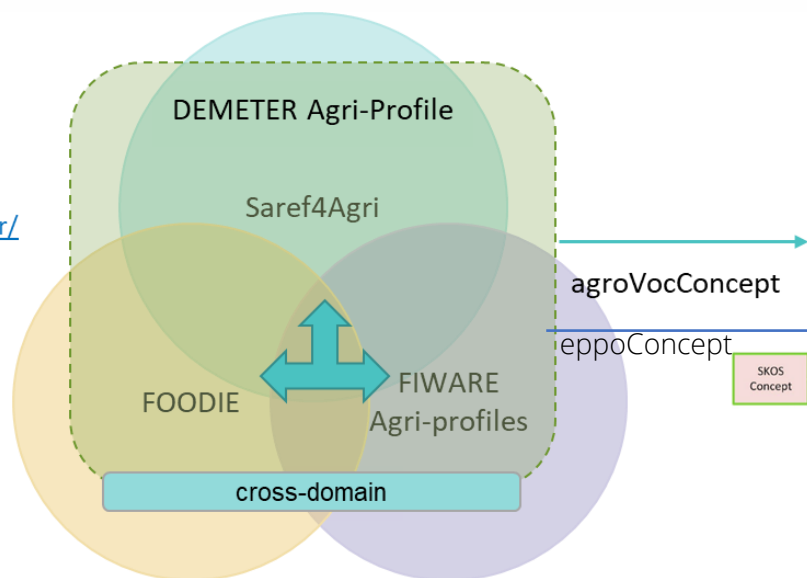 DEMETER Agri-Profile
Saref4Agri
r/
agroVocConcept
eppoConcept
SKOS
Concept
FOODIE
FIWARE
Agri-profiles
cross-domain